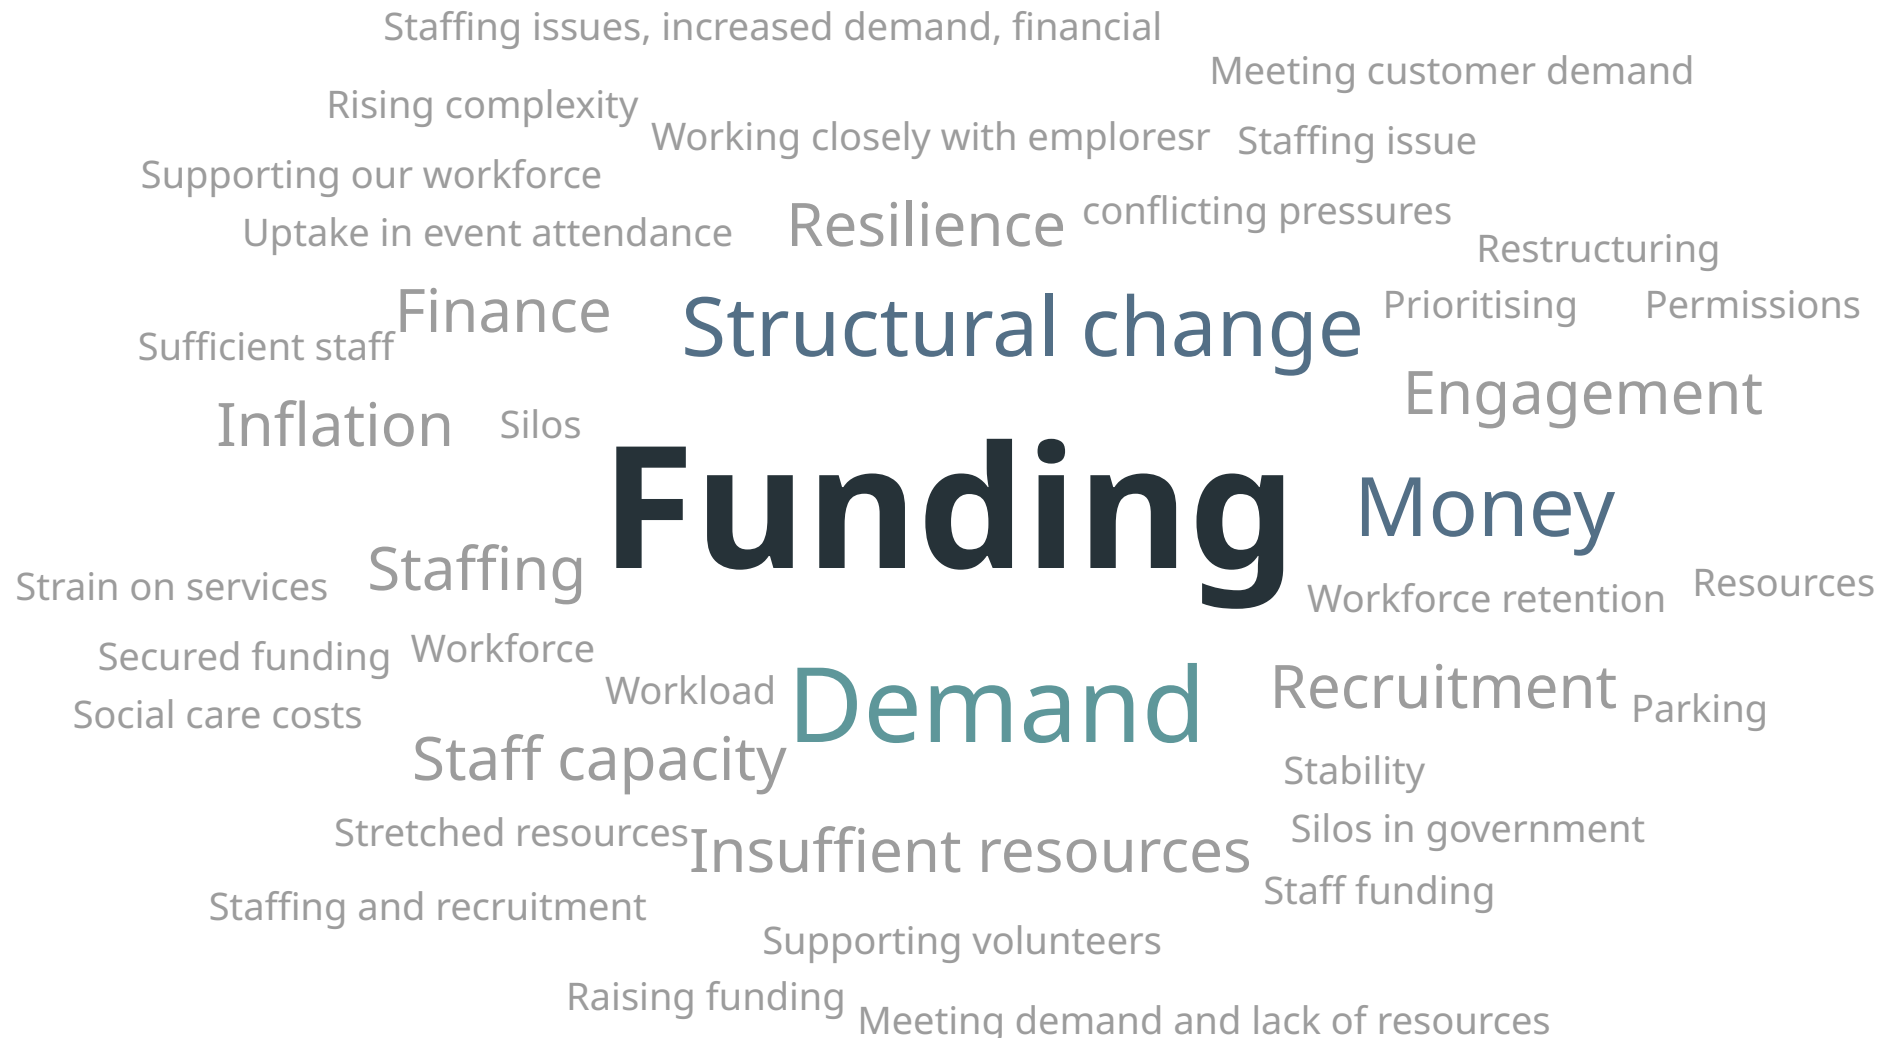 Staffing issues, increased demand, financial
Meeting customer demand
Rising complexity
Working closely with emploresr
Staffing issue
Supporting our workforce
Uptake in event attendance
Resilience
conflicting pressures
Restructuring
Finance
Structural change
Prioritising
Permissions
Sufficient staff
Engagement
Inflation
Silos
Funding
Money
Strain on services
Staffing
Workforce retention
Resources
Secured funding
Workforce
Workload
Demand
Recruitment
Parking
Social care costs
Staff capacity
Stability
Stretched resources
Insuffient resources
Silos in government
Staffing and recruitment
Staff funding
Supporting volunteers
Raising funding
Meeting demand and lack of resources